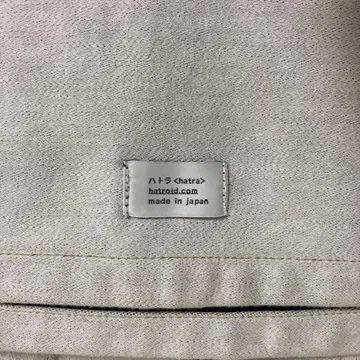 ハトラ <hatra>
hatroid.com
made in japan